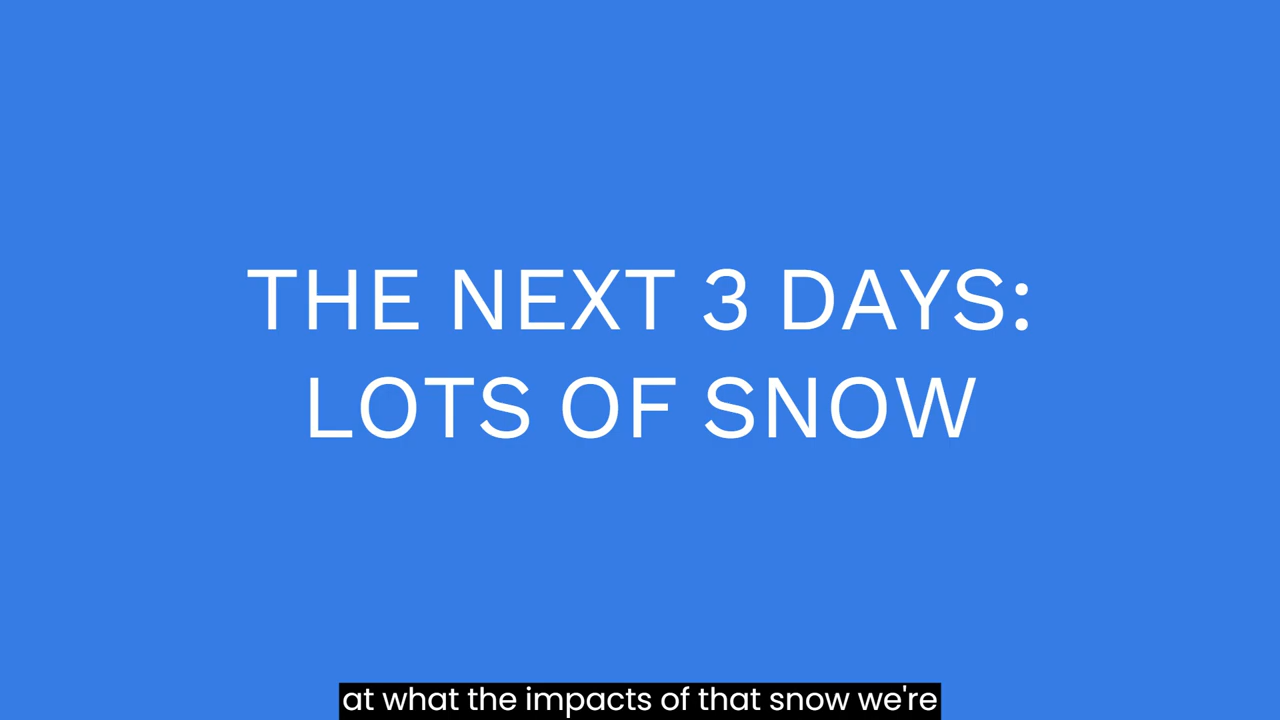 THE NEXT 3 DAYS:
LOTS OF SNOW
at what the impacts of that snow we're